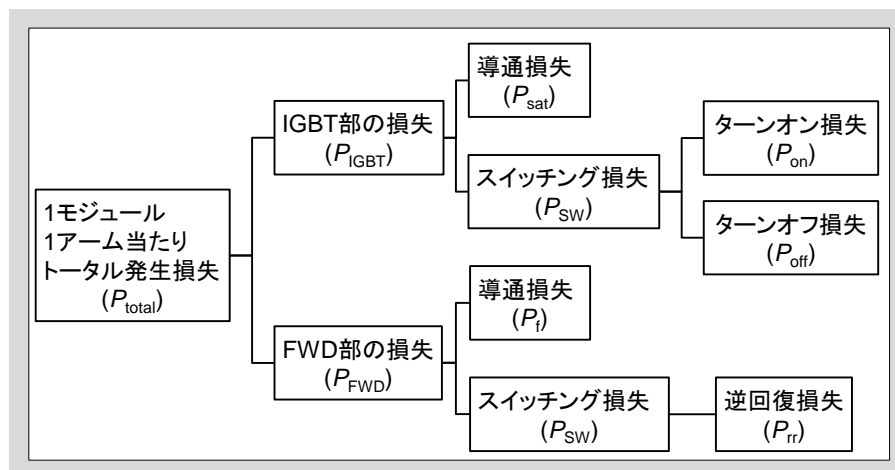 1モジュール
1アーム当たり
トータル発生損失
(Ptotal)
IGBT部の損失
(PIGBT)
導通損失
(Psat)
スイッチング損失
(PSW)
ターンオン損失
(Pon)
ターンオフ損失
(Poff)
FWD部の損失
(PFWD)
導通損失
(Pf)
スイッチング損失
(PSW)
逆回復損失
(Prr)